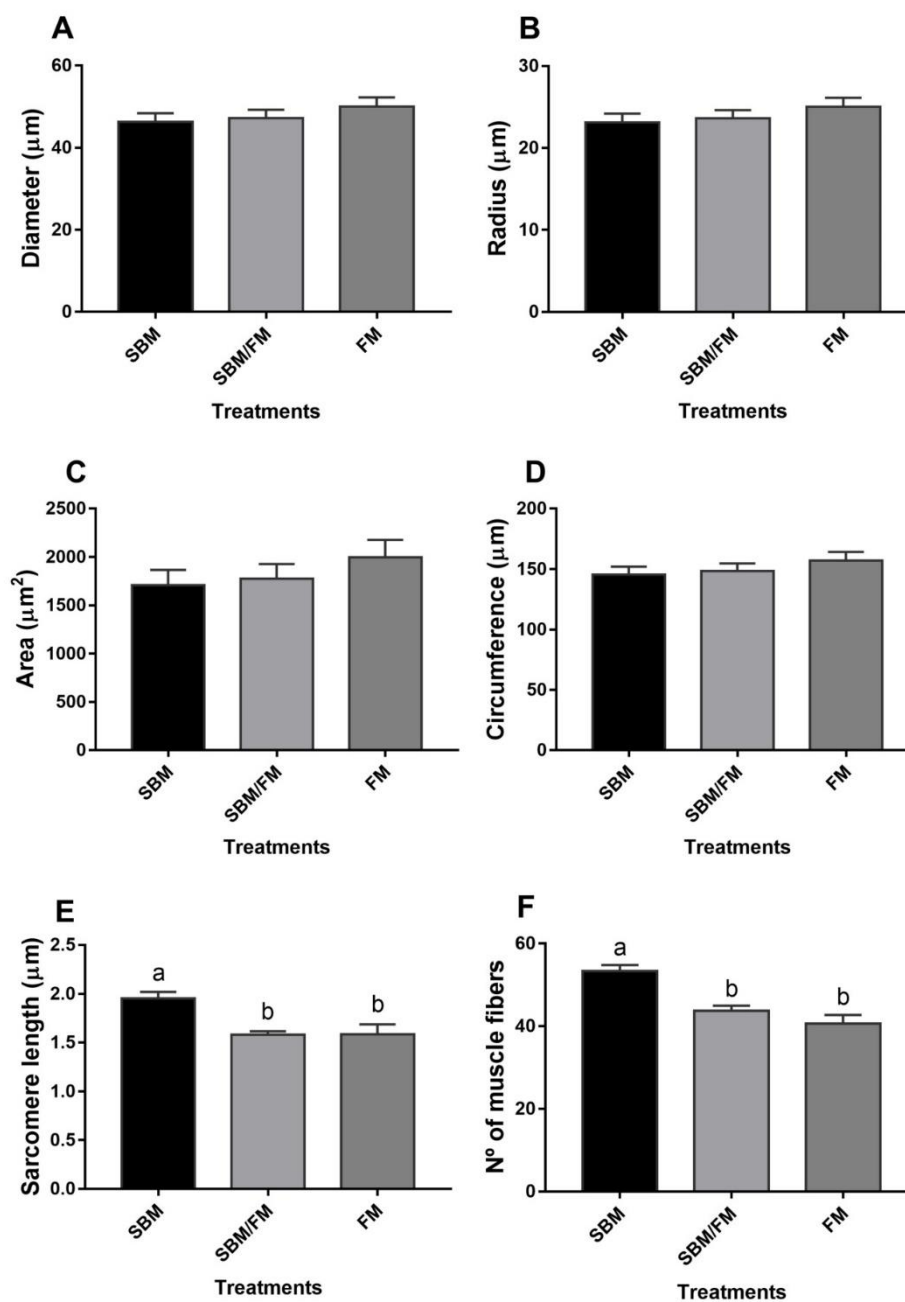 A
Diameter (μm)
60
40
20
0
SBM
SBM/FM
FM
Treatments
B
Radius (μm)
30
20
10
0
SBM
SBM/FM
FM
Treatments
C
Area (μm²)
2500
2000
1500
1000
500
0
SBM
SBM/FM
FM
Treatments
D
Circumference (μm)
200
150
100
50
0
SBM
SBM/FM
FM
Treatments
E
Sarcomere length (μm)
2.5
2.0
1.5
1.0
0.5
0.0
a
b
b
SBM
SBM/FM
FM
Treatments
F
Nº of muscle fibers
60
40
20
0
a
b
b
SBM
SBM/FM
FM
Treatments